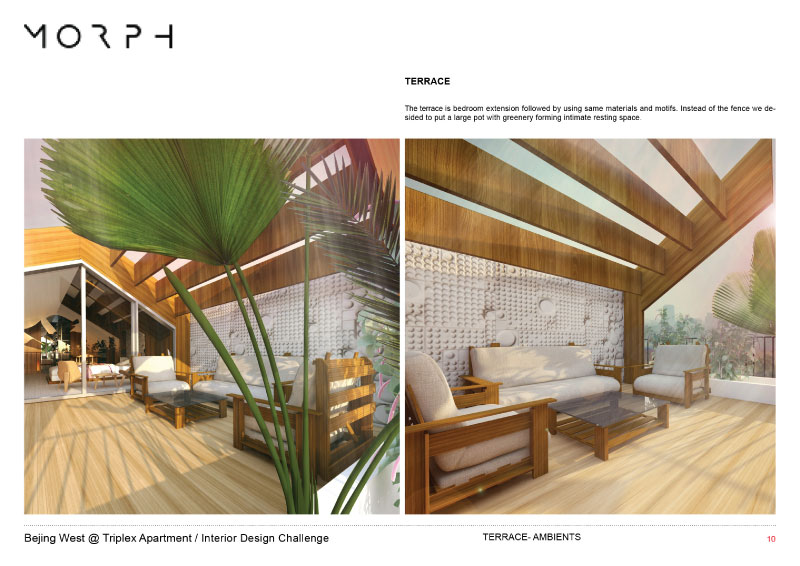 MORPH
TERRACE
The terrace is bedroom extension followed by using same materials and motifs. Instead of the fence we de-
sided to put a large pot with greenery forming intimate resting space.
Bejing West @ Triplex Apartment / Interior Design Challenge
TERRACE- AMBIENTS
10